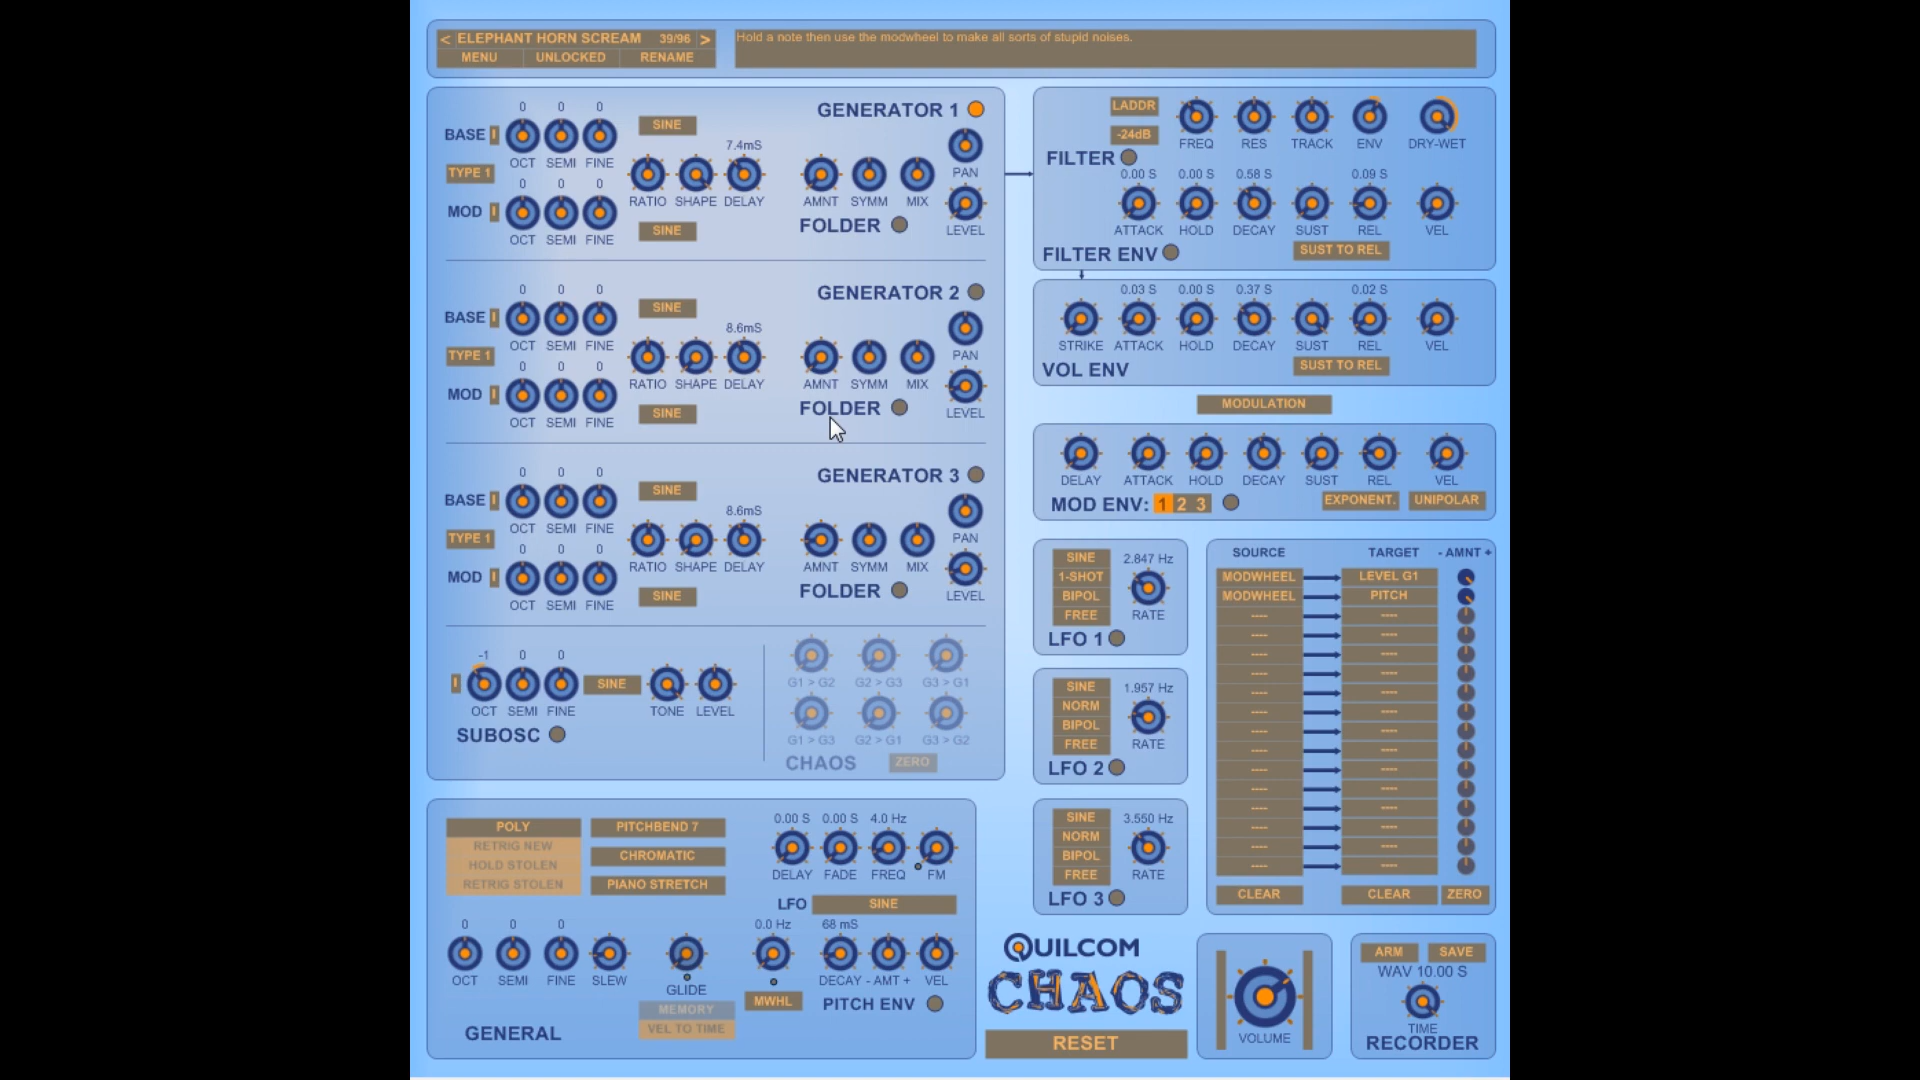 < ELEPHANT HORN SCREAM 39/96 >
MENU UNLOCKED RENAME
Hold a note then use the modwheel to make all sorts of stupid noises.
GENERATOR 1
0 0 0
BASE I
OCT SEMI FINE
TYPE 1
0 0 0
MOD I
OCT SEMI FINE
SINE
7.4mS
RATIO SHAPE DELAY
SINE
AMNT SYMM MIX
FOLDER
PAN
LEVEL
GENERATOR 2
0 0 0
BASE I
OCT SEMI FINE
TYPE 1
0 0 0
MOD I
OCT SEMI FINE
SINE
8.6mS
RATIO SHAPE DELAY
SINE
AMNT SYMM MIX
FOLDER
PAN
LEVEL
GENERATOR 3
0 0 0
BASE I
OCT SEMI FINE
TYPE 1
0 0 0
MOD I
OCT SEMI FINE
SINE
8.6mS
RATIO SHAPE DELAY
SINE
AMNT SYMM MIX
FOLDER
PAN
LEVEL
-1 0 0
I
SINE
OCT SEMI FINE TONE LEVEL
SUBOSC
G1 > G2 G2 > G3 G3 > G1
G1 > G3 G2 > G1 G3 > G2
CHAOS ZERO
LADDR
-24dB
FILTER
FREQ RES TRACK ENV DRY-WET
0.00 S 0.00 S 0.58 S 0.09 S
ATTACK HOLD DECAY SUST REL VEL
FILTER ENV
SUST TO REL
0.03 S 0.00 S 0.37 S 0.02 S
STRIKE ATTACK HOLD DECAY SUST REL VEL
VOL ENV
SUST TO REL
MODULATION
DELAY ATTACK HOLD DECAY SUST REL VEL
MOD ENV: 1 2 3
EXPONENT. UNIPOLAR
SINE
1-SHOT
BIPOL
FREE
2.847 Hz
RATE
LFO 1
SINE
NORM
BIPOL
FREE
1.957 Hz
RATE
LFO 2
SINE
NORM
BIPOL
FREE
3.550 Hz
RATE
LFO 3
SOURCE TARGET - AMNT +
MODWHEEL LEVEL G1
MODWHEEL PITCH
---- ----
---- ----
---- ----
---- ----
---- ----
---- ----
---- ----
---- ----
---- ----
---- ----
---- ----
---- ----
---- ----
---- ----
CLEAR CLEAR ZERO
POLY
RETRIG NEW
HOLD STOLEN
RETRIG STOLEN
PITCHBEND 7
CHROMATIC
PIANO STRETCH
0.00 S 0.00 S 4.0 Hz
DELAY FADE FREQ FM
LFO SINE
0 0 0
OCT SEMI FINE SLEW
GLIDE
MEMORY
VEL TO TIME
0.0 Hz
MWHL
68 mS
DECAY - AMT + VEL
PITCH ENV
GENERAL
QUILCOM
CHAOS
RESET
VOLUME
ARM SAVE
WAV 10.00 S
TIME
RECORDER